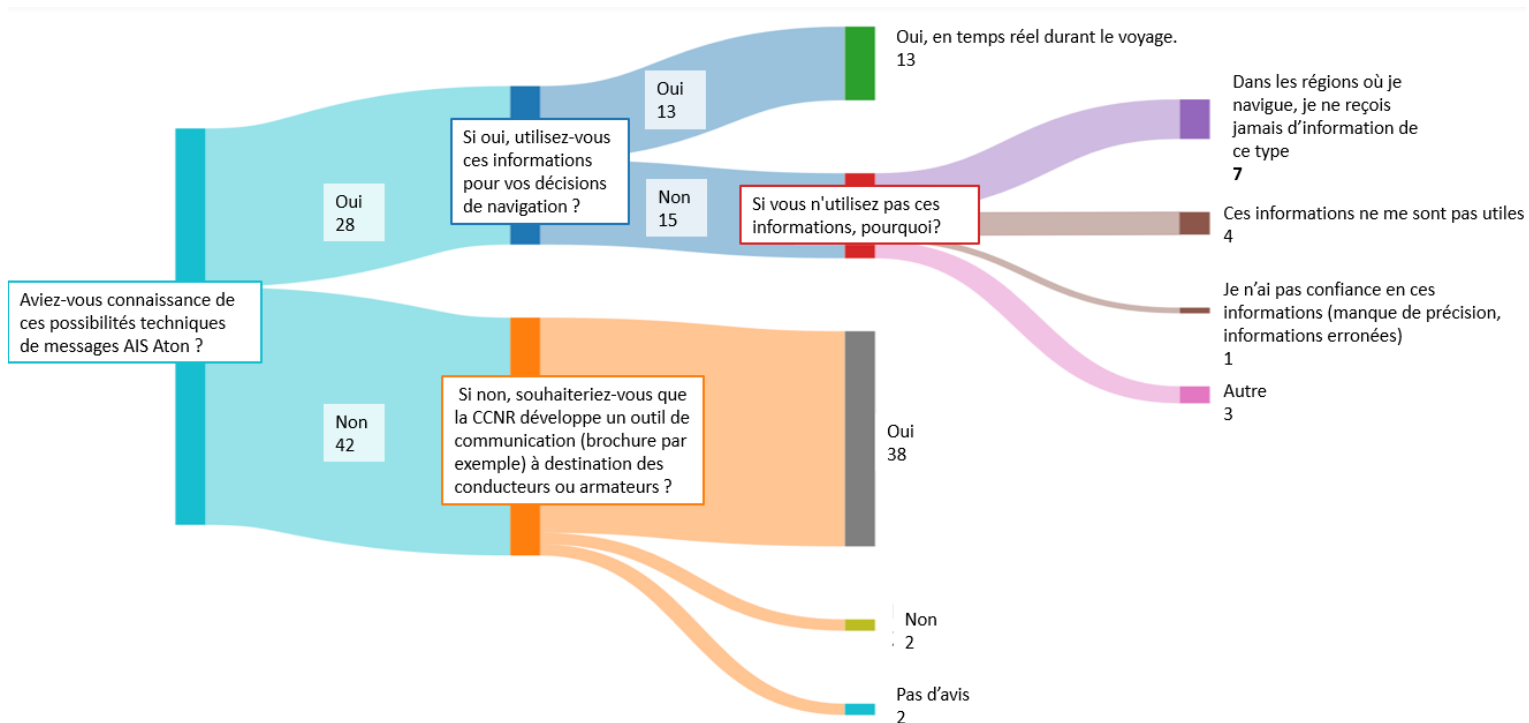 Aviez-vous connaissance de
ces possibilités techniques
de messages AIS Aton ?
Oui
28
Non
42
Si oui, utilisez-vous
ces informations
pour vos décisions
de navigation ?
Oui
13
Non
15
Oui, en temps réel durant le voyage.
13
Si vous n'utilisez pas ces
informations, pourquoi?
Dans les régions où je
navigue, je ne reçois
jamais d’information de
ce type
7
Ces informations ne me sont pas utiles
4
Je n’ai pas confiance en ces
informations (manque de précision,
informations erronées)
1
Autre
3
Si non, souhaiteriez-vous que
la CCNR développe un outil de
communication (brochure par
exemple) à destination des
conducteurs ou armateurs ?
Oui
38
Non
2
Pas d’avis
2